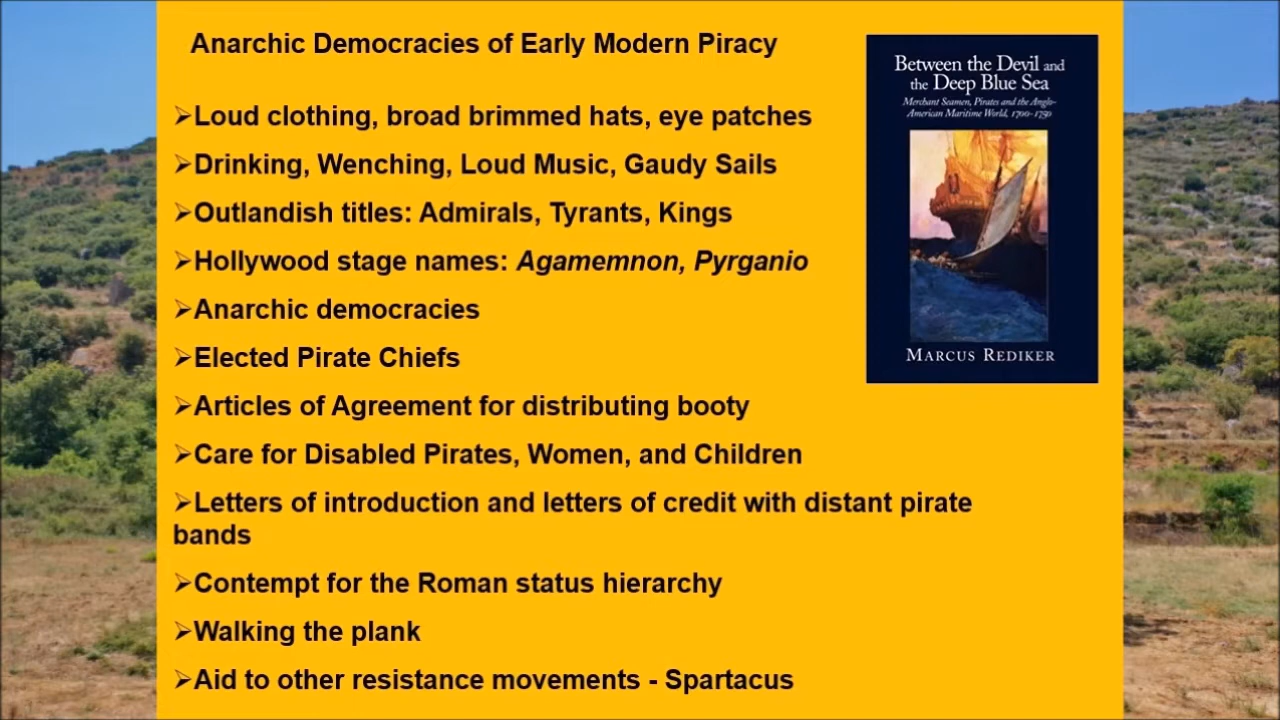 Anarchic Democracies of Early Modern Piracy
➢Loud clothing, broad brimmed hats, eye patches
➢Drinking, Wenching, Loud Music, Gaudy Sails
➢Outlandish titles: Admirals, Tyrants, Kings
➢Hollywood stage names: Agamemnon, Pyrganio
➢Anarchic democracies
➢Elected Pirate Chiefs
➢Articles of Agreement for distributing booty
➢Care for Disabled Pirates, Women, and Children
➢Letters of introduction and letters of credit with distant pirate
bands
➢Contempt for the Roman status hierarchy
➢Walking the plank
➢Aid to other resistance movements - Spartacus
Between the Devil and
the Deep Blue Sea
Merchant Seamen, Pirates and the Anglo-
American Maritime World, 1700-1750
MARCUS REDIKER